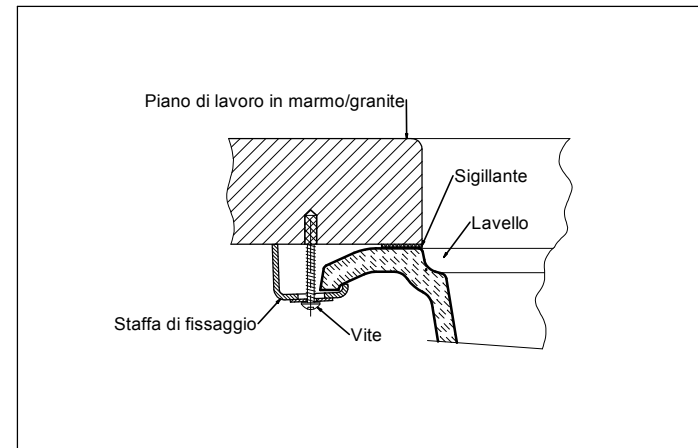 Piano di lavoro in marmo/granite
Sigillante
Lavello
Staffa di fissaggio
Vite